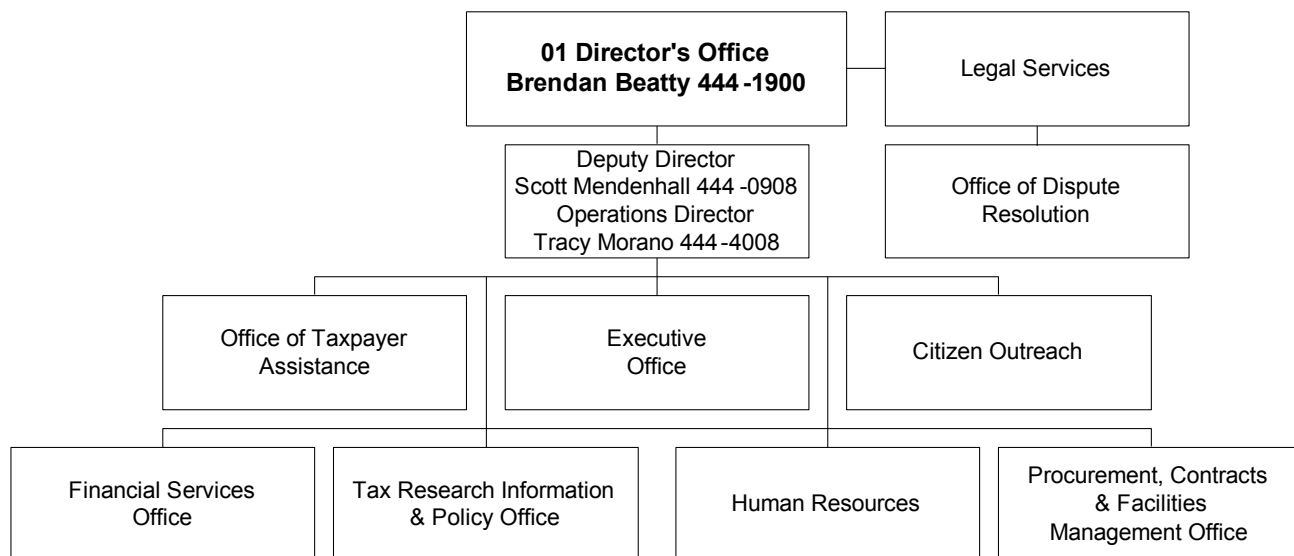 01 Director's Office
Brendan Beatty 444-1900
Legal Services
Deputy Director
Scott Mendenhall 444-0908
Operations Director
Tracy Morano 444-4008
Office of Dispute
Resolution
Office of Taxpayer
Assistance
Executive
Office
Citizen Outreach
Financial Services
Office
Tax Research Information
& Policy Office
Human Resources
Procurement, Contracts
& Facilities
Management Office